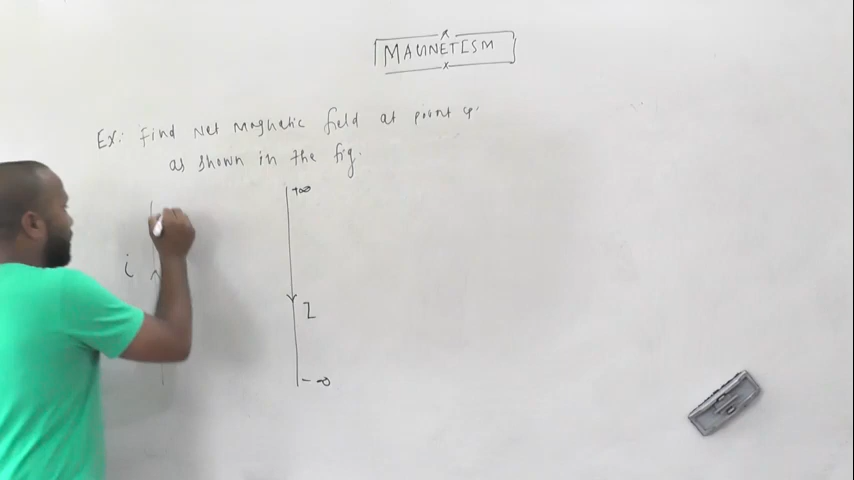 MAGNETISM
Ex:. Find Net Magnetic field at point P.
as shown in the fig.
+∞
i
I
- ∞